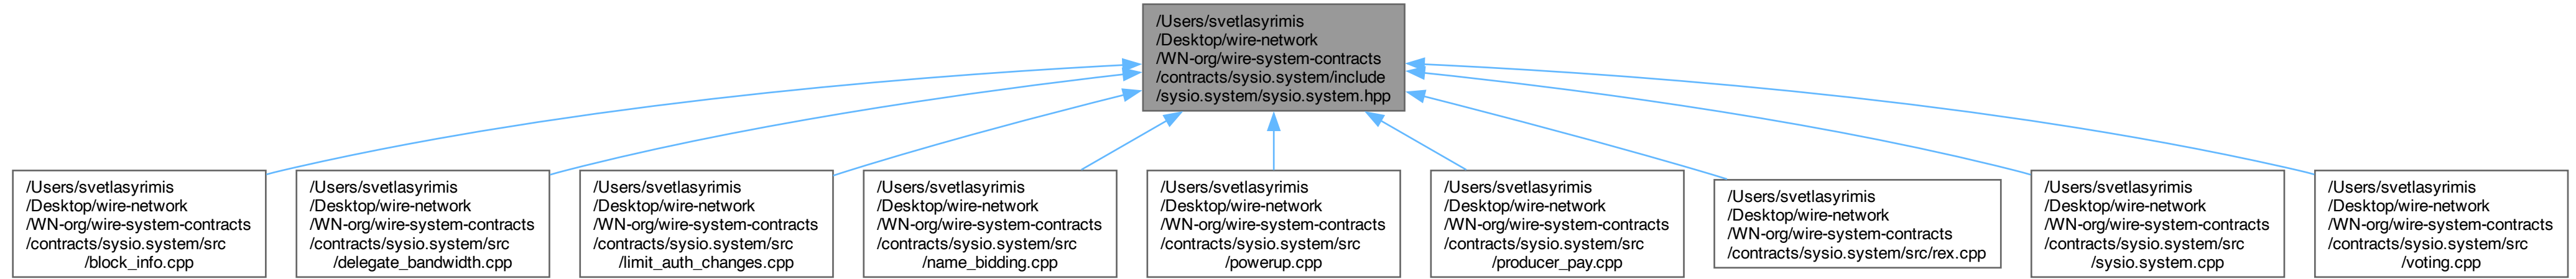 /Users/svetlasyrimis
/Desktop/wire-network
/WN-org/wire-system-contracts
/contracts/sysio.system/include
/sysio.system/sysio.system.hpp
/Users/svetlasyrimis
/Desktop/wire-network
/WN-org/wire-system-contracts
/contracts/sysio.system/src
/block_info.cpp
/Users/svetlasyrimis
/Desktop/wire-network
/WN-org/wire-system-contracts
/contracts/sysio.system/src
/delegate_bandwidth.cpp
/Users/svetlasyrimis
/Desktop/wire-network
/WN-org/wire-system-contracts
/contracts/sysio.system/src
/limit_auth_changes.cpp
/Users/svetlasyrimis
/Desktop/wire-network
/WN-org/wire-system-contracts
/contracts/sysio.system/src
/name_bidding.cpp
/Users/svetlasyrimis
/Desktop/wire-network
/WN-org/wire-system-contracts
/contracts/sysio.system/src
/powerup.cpp
/Users/svetlasyrimis
/Desktop/wire-network
/WN-org/wire-system-contracts
/contracts/sysio.system/src
/producer_pay.cpp
/Users/svetlasyrimis
/Desktop/wire-network
/WN-org/wire-system-contracts
/contracts/sysio.system/src/rex.cpp
/Users/svetlasyrimis
/Desktop/wire-network
/WN-org/wire-system-contracts
/contracts/sysio.system/src
/sysio.system.cpp
/Users/svetlasyrimis
/Desktop/wire-network
/WN-org/wire-system-contracts
/contracts/sysio.system/src
/voting.cpp